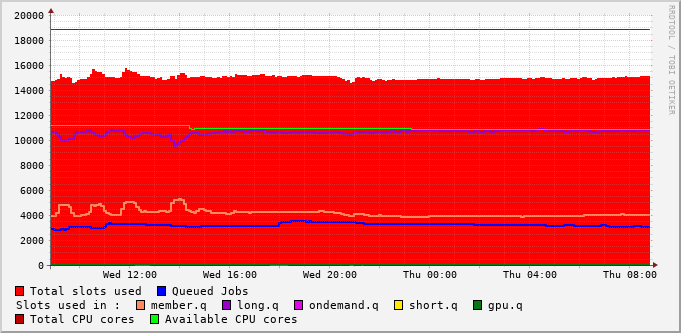 20000
18000
16000
14000
12000
10000
8000
6000
4000
2000
0
Wed 12:00 Wed 16:00 Wed 20:00 Thu 00:00 Thu 04:00 Thu 08:00
Total slots used Queued Jobs
Slots used in : member.q long.q ondemand.q short.q gpu.q
Total CPU cores Available CPU cores
RRDTOOL / TOBI OETIKER